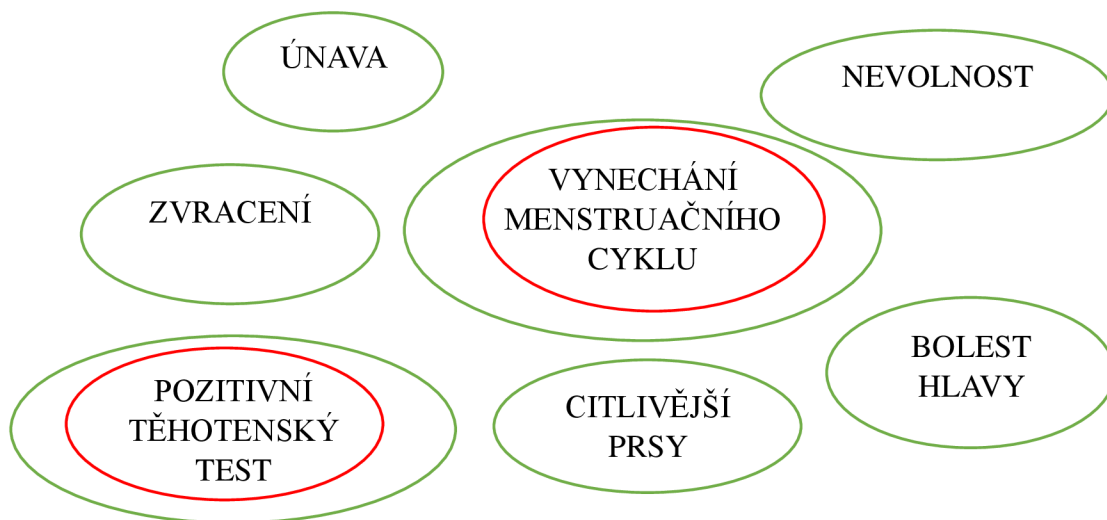 ÚNAVA
NEVOLNOST
VYNECHÁNÍ
MENSTRUAČNÍHO
CYKLU
ZVRACENÍ
BOLEST
HLAVY
POZITIVNÍ
TĚHOTENSKÝ
TEST
CITLIVĚJŠÍ
PRSY